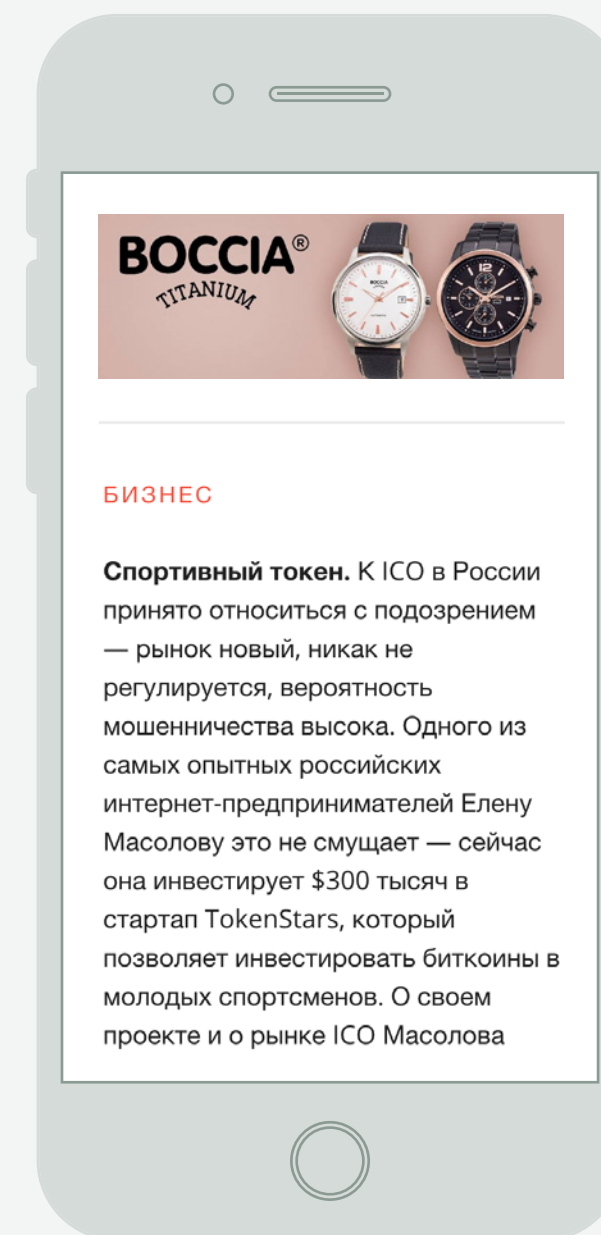 BOCCIA®
TITANIUM
БИЗНЕС
Спортивный токен. К ICO в России
принято относиться с подозрением
— рынок новый, никак не
регулируется, вероятность
мошенничества высока. Одного из
самых опытных российских
интернет-предпринимателей Елену
Масолову это не смущает — сейчас
она инвестирует $300 тысяч в
стартап TokenStars, который
позволяет инвестировать биткоины в
молодых спортсменов. О своем
проекте и о рынке ICO Масолова